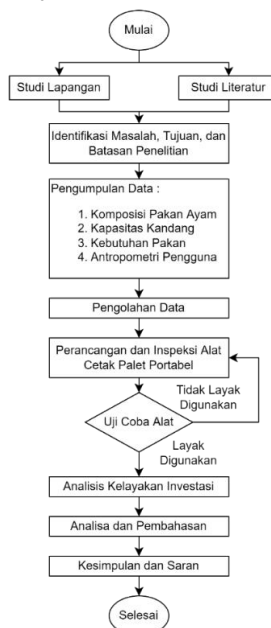 Mulai
Studi Lapangan
Studi Literatur
Identifikasi Masalah, Tujuan, dan
Batasan Penelitian
Pengumpulan Data :
1. Komposisi Pakan Ayam
2. Kapasitas Kandang
3. Kebutuhan Pakan
4. Antropometri Pengguna
Pengolahan Data
Perancangan dan Inspeksi Alat
Cetak Palet Portabel
Tidak Layak
Digunakan
Uji Coba Alat
Layak
Digunakan
Analisis Kelayakan Investasi
Analisa dan Pembahasan
Kesimpulan dan Saran
Selesai